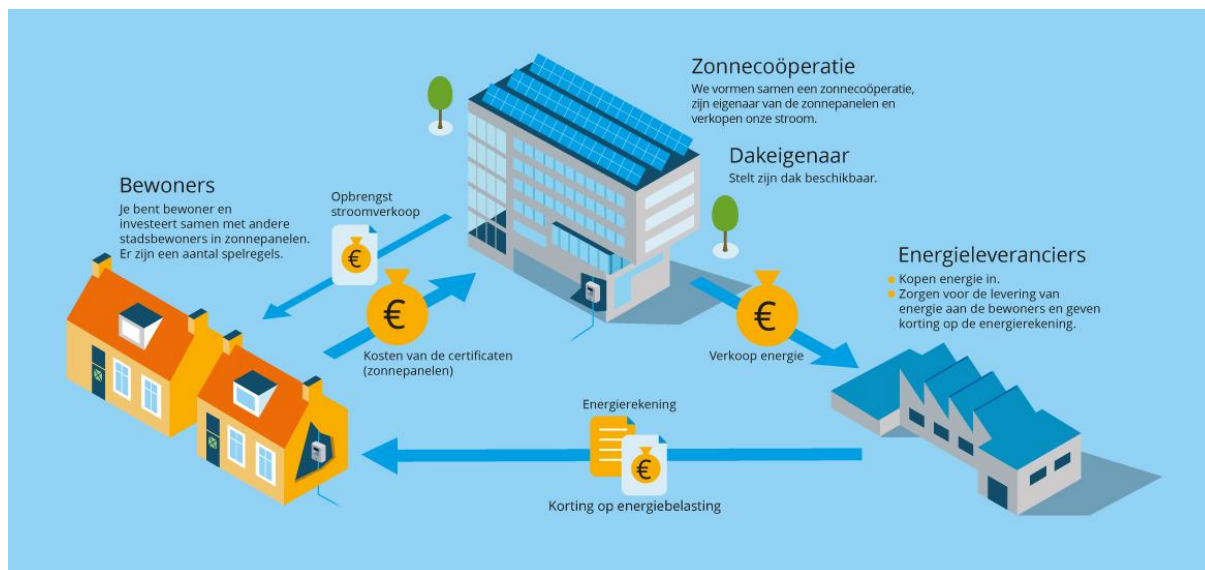 Zonnecoöperatie
We vormen samen een zonnecoöperatie,
zijn eigenaar van de zonnepanelen en
verkopen onze stroom.
Dakeigenaar
Stelt zijn dak beschikbaar.
Bewoners
Je bent bewoner en
investeert samen met andere
stadsbewoners in zonnepanelen.
Er zijn een aantal spelregels.
Opbrengst
stroomverkoop
€
€
Kosten van de certificaten
(zonnepanelen)
€
Verkoop energie
Energieleveranciers
Kopen energie in.
Zorgen voor de levering van
energie aan de bewoners en geven
korting op de energierekening.
Energierekening
€
Korting op energiebelasting